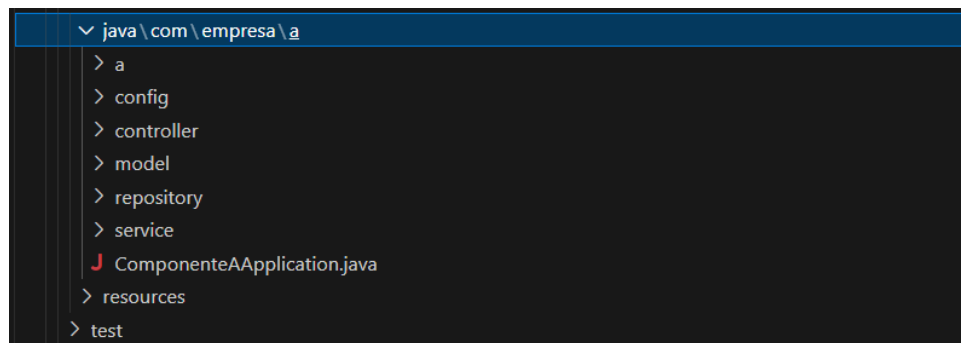 java\com\empresa\a
a
config
controller
model
repository
service
J ComponenteAApplication.java
resources
test